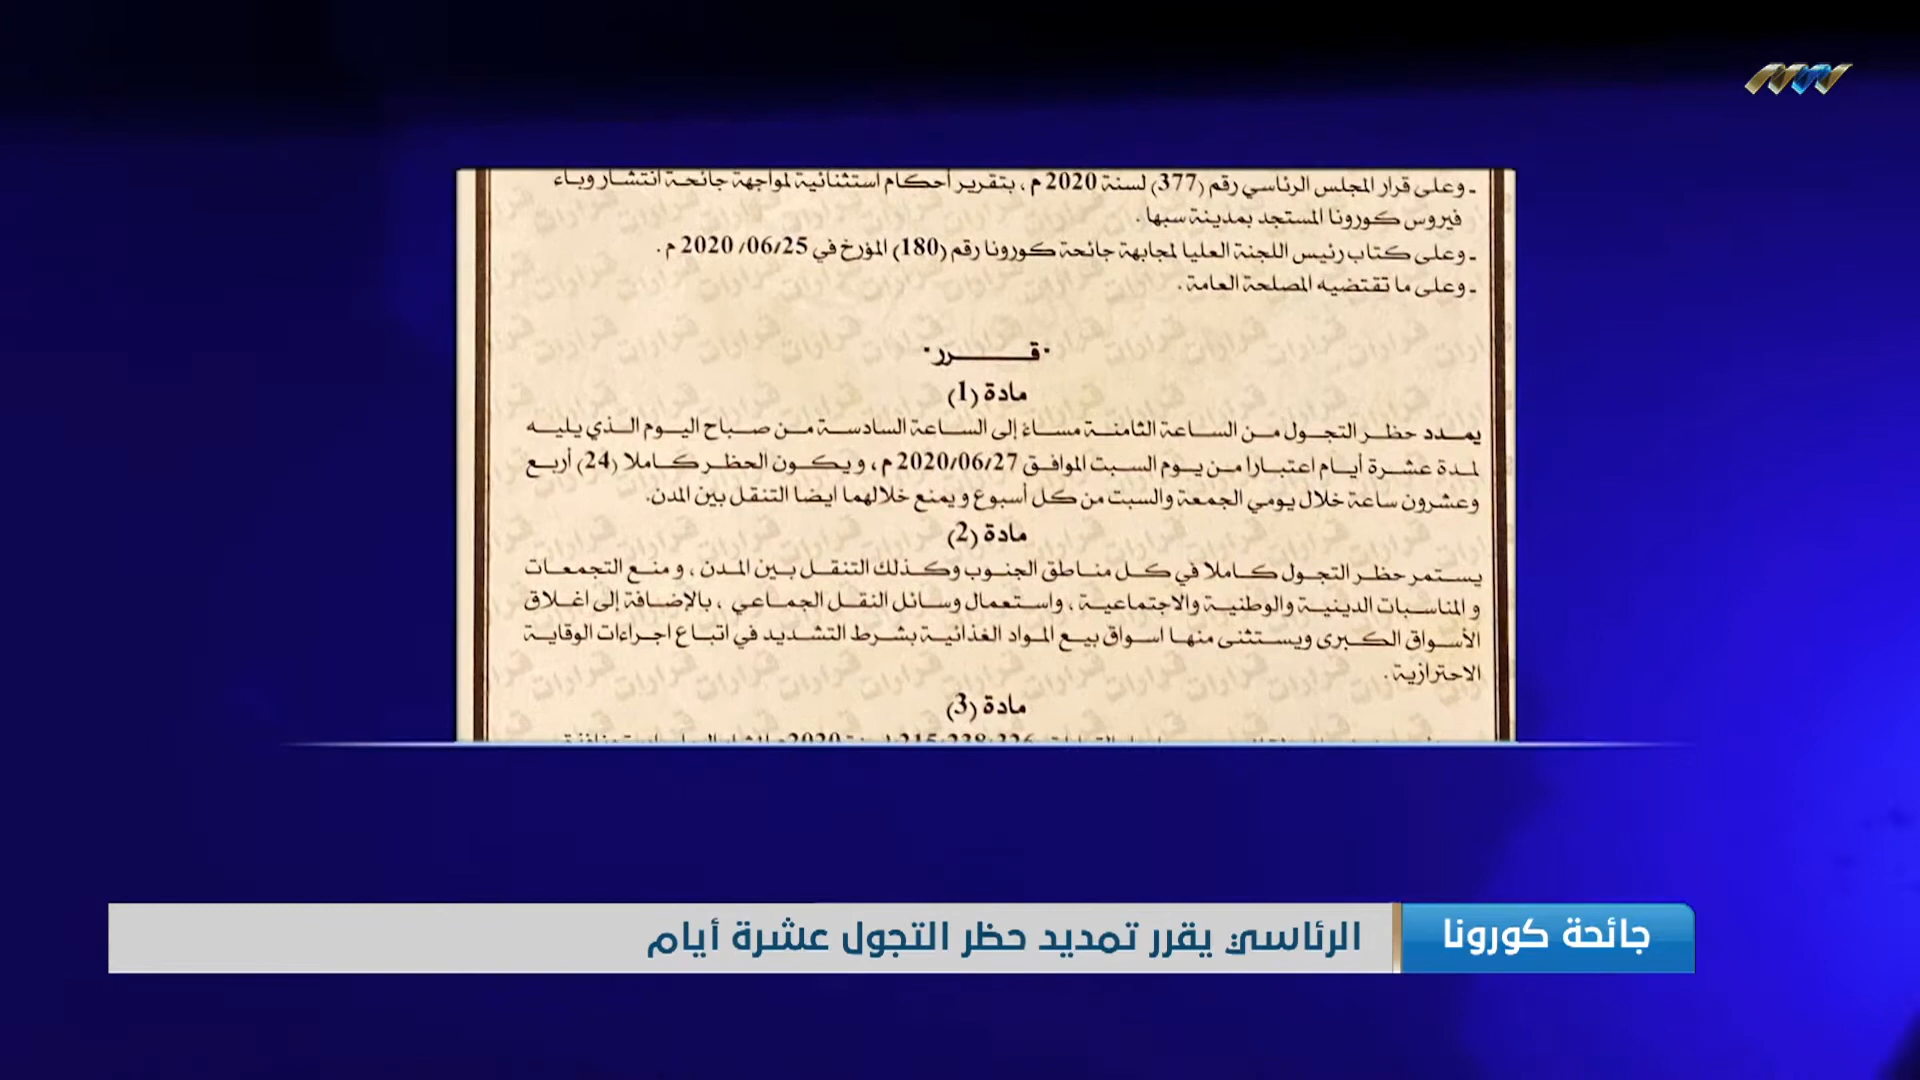 ـ وعلى قرار المجلس الرئاسي رقم (377) لسنة 2020 م ، بتقرير أحكام استثنائية لمواجهة جائحة انتشار وباء
فيروس كورونا المستجد بمدينة سبها .
ـ وعلى كتاب رئيس اللجنة العليا لمجابهة جائحة كورونا رقم (180) المؤرخ في 06/25/ 2020 م .
ـ وعلى ما تقتضيه المصلحة العامة .
·قـــــــرر·
مادة (1)
يمدد حظر التجول من الساعة الثامنة مساءً إلى الساعة السادسة من صباح اليوم الذي يليه
لمدة عشرة أيام اعتبارا من يوم السبت الموافق 2020/06/27 م ، ويكون الحظر كاملا (24) أربع
وعشرون ساعة خلال يومي الجمعة والسبت من كل أسبوع ويمنع خلالهما ايضا التنقل بين المدن.
مادة (2)
يستمر حظر التجول كاملا في كل مناطق الجنوب وكذلك التنقل بين المدن ، ومنع التجمعات
والمناسبات الدينية والوطنية والاجتماعية ، واستعمال وسائل النقل الجماعي ، بالإضافة إلى اغلاق
الأسواق الكبرى ويستثنى منها اسواق بيع المواد الغذائية بشرط التشديد في اتباع اجراءات الوقاية
الاحترازية .
مادة (3)
جائحة كورونا
الرئاسي يقرر تمديد حظر التجول عشرة أيام